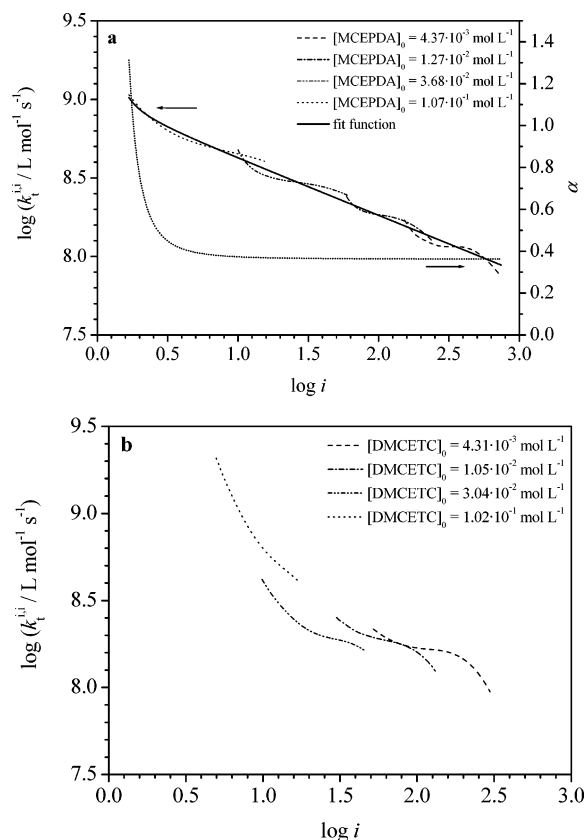 a
[MCEPDA]₀ = 4.37·10⁻³ mol L⁻¹
[MCEPDA]₀ = 1.27·10⁻² mol L⁻¹
[MCEPDA]₀ = 3.68·10⁻² mol L⁻¹
[MCEPDA]₀ = 1.07·10⁻¹ mol L⁻¹
fit function
log (kₜ^i,i / L mol⁻¹ s⁻¹)
9.5
9.0
8.5
8.0
7.5
α
1.4
1.2
1.0
0.8
0.6
0.4
0.2
0.0
0.0 0.5 1.0 1.5 2.0 2.5 3.0
log i
b
[DMCETC]₀ = 4.31·10⁻³ mol L⁻¹
[DMCETC]₀ = 1.05·10⁻² mol L⁻¹
[DMCETC]₀ = 3.04·10⁻² mol L⁻¹
[DMCETC]₀ = 1.02·10⁻¹ mol L⁻¹
log (kₜ^i,i / L mol⁻¹ s⁻¹)
9.5
9.0
8.5
8.0
7.5
0.0 0.5 1.0 1.5 2.0 2.5 3.0
log i